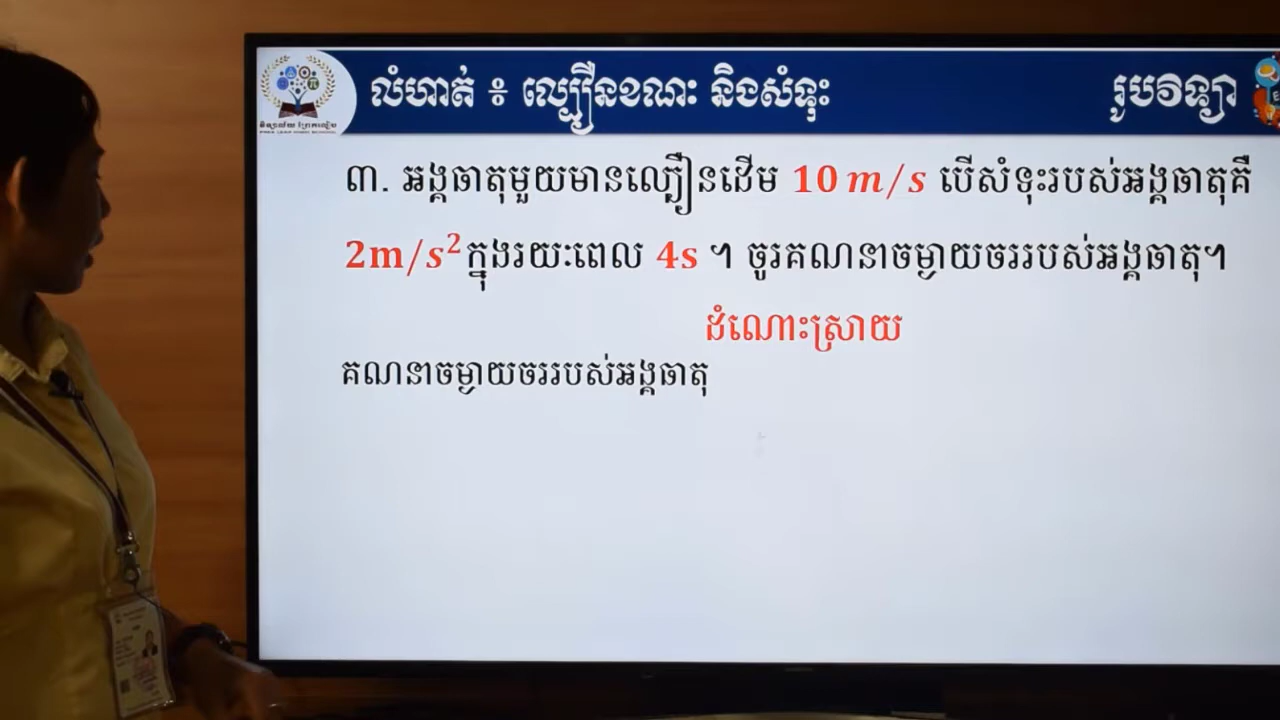 លំហាត់ ៖ ល្បឿនខណៈ និងសំទុះ
រូបវិទ្យា
៣. អង្គធាតុមួយមានល្បឿនដើម 10 m/s បើសំទុះរបស់អង្គធាតុគឺ
2m/s² ក្នុងរយៈពេល 4s ។ ចូរគណនាចម្ងាយចររបស់អង្គធាតុ។
ដំណោះស្រាយ
គណនាចម្ងាយចររបស់អង្គធាតុ